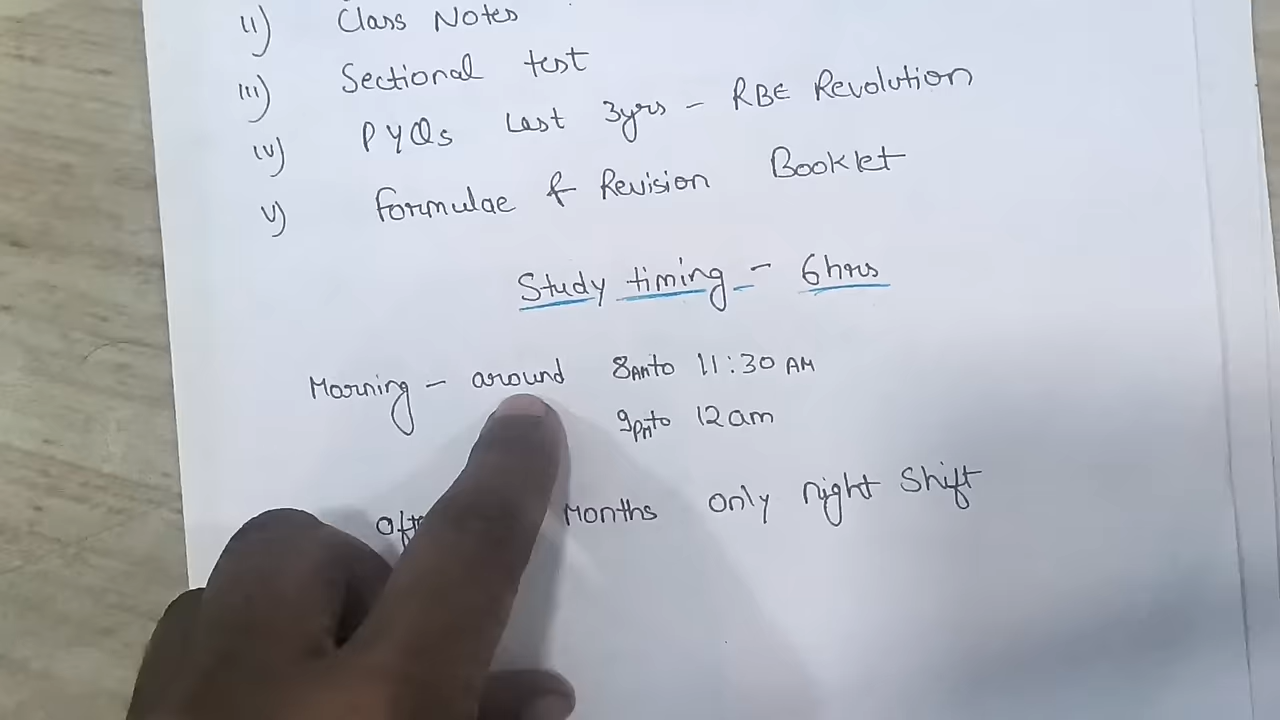 II) Class Notes
III) Sectional test
IV) PYQs Last 3yrs - RBE Revolution
V) Formulae & Revision Booklet
Study timing - 6hrs
Morning - around 8AM to 11:30 AM
9pm to 12am
Months only night Shift